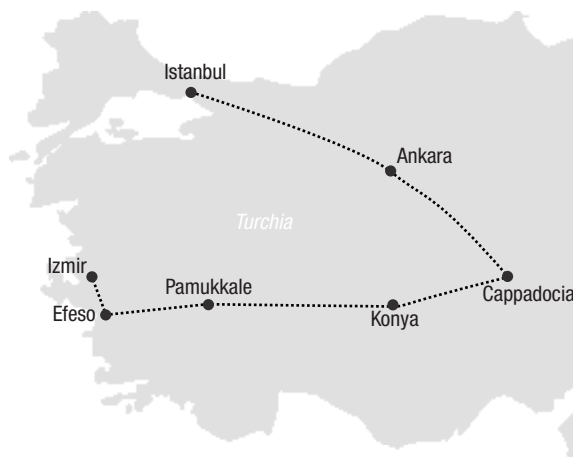 Istanbul
Ankara
Turchia
Izmir
Pamukkale
Cappadocia
Efeso
Konya